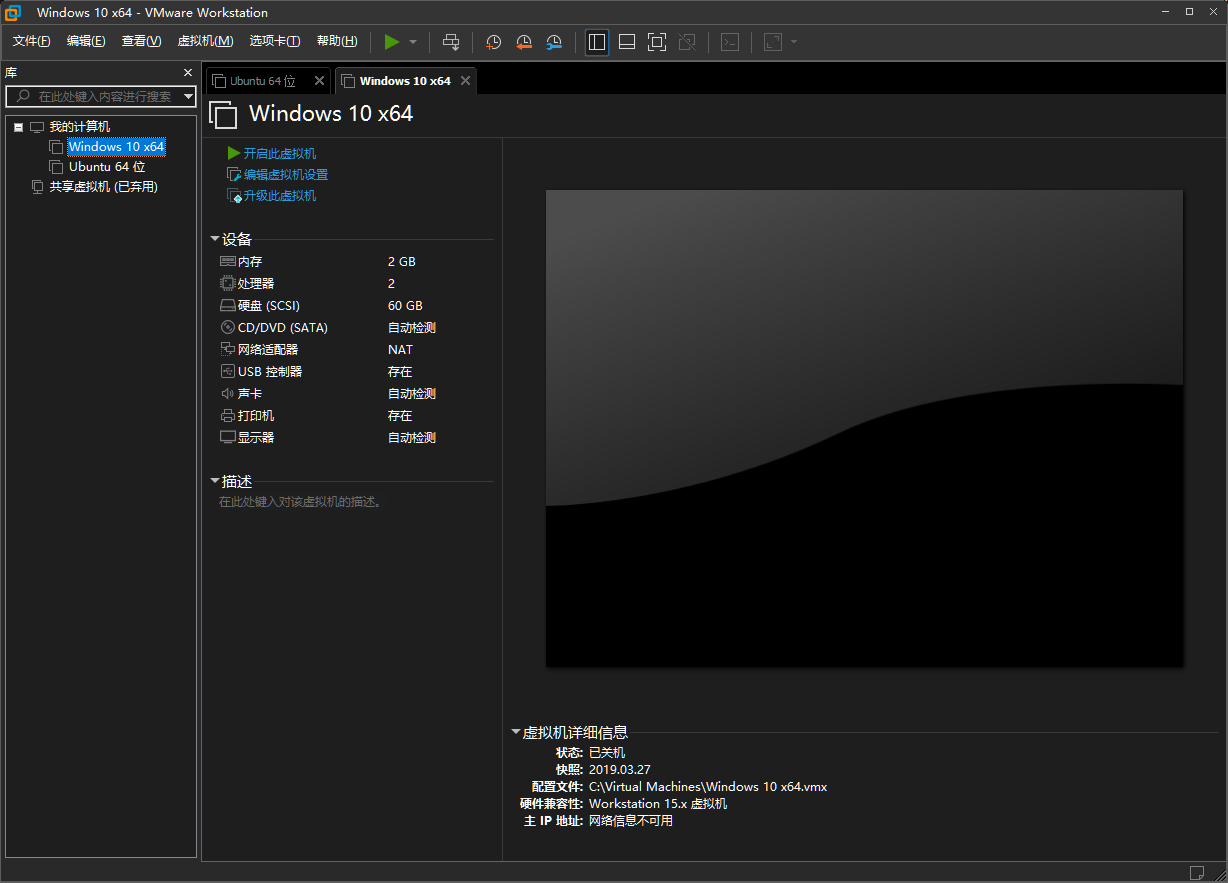 Windows 10 x64 - VMware Workstation
文件(F) 编辑(E) 查看(V) 虚拟机(M) 选项卡(T) 帮助(H)
库
在此处键入内容进行搜索
我的计算机
Windows 10 x64
Ubuntu 64 位
共享虚拟机 (已弃用)
Ubuntu 64 位 Windows 10 x64
Windows 10 x64
开启此虚拟机
编辑虚拟机设置
升级此虚拟机
设备
内存 2 GB
处理器 2
硬盘 (SCSI) 60 GB
CD/DVD (SATA) 自动检测
网络适配器 NAT
USB 控制器 存在
声卡 自动检测
打印机 存在
显示器 自动检测
描述
在此处键入对该虚拟机的描述。
虚拟机详细信息
状态: 已关机
快照: 2019.03.27
配置文件: C:\Virtual Machines\Windows 10 x64.vmx
硬件兼容性: Workstation 15.x 虚拟机
主 IP 地址: 网络信息不可用